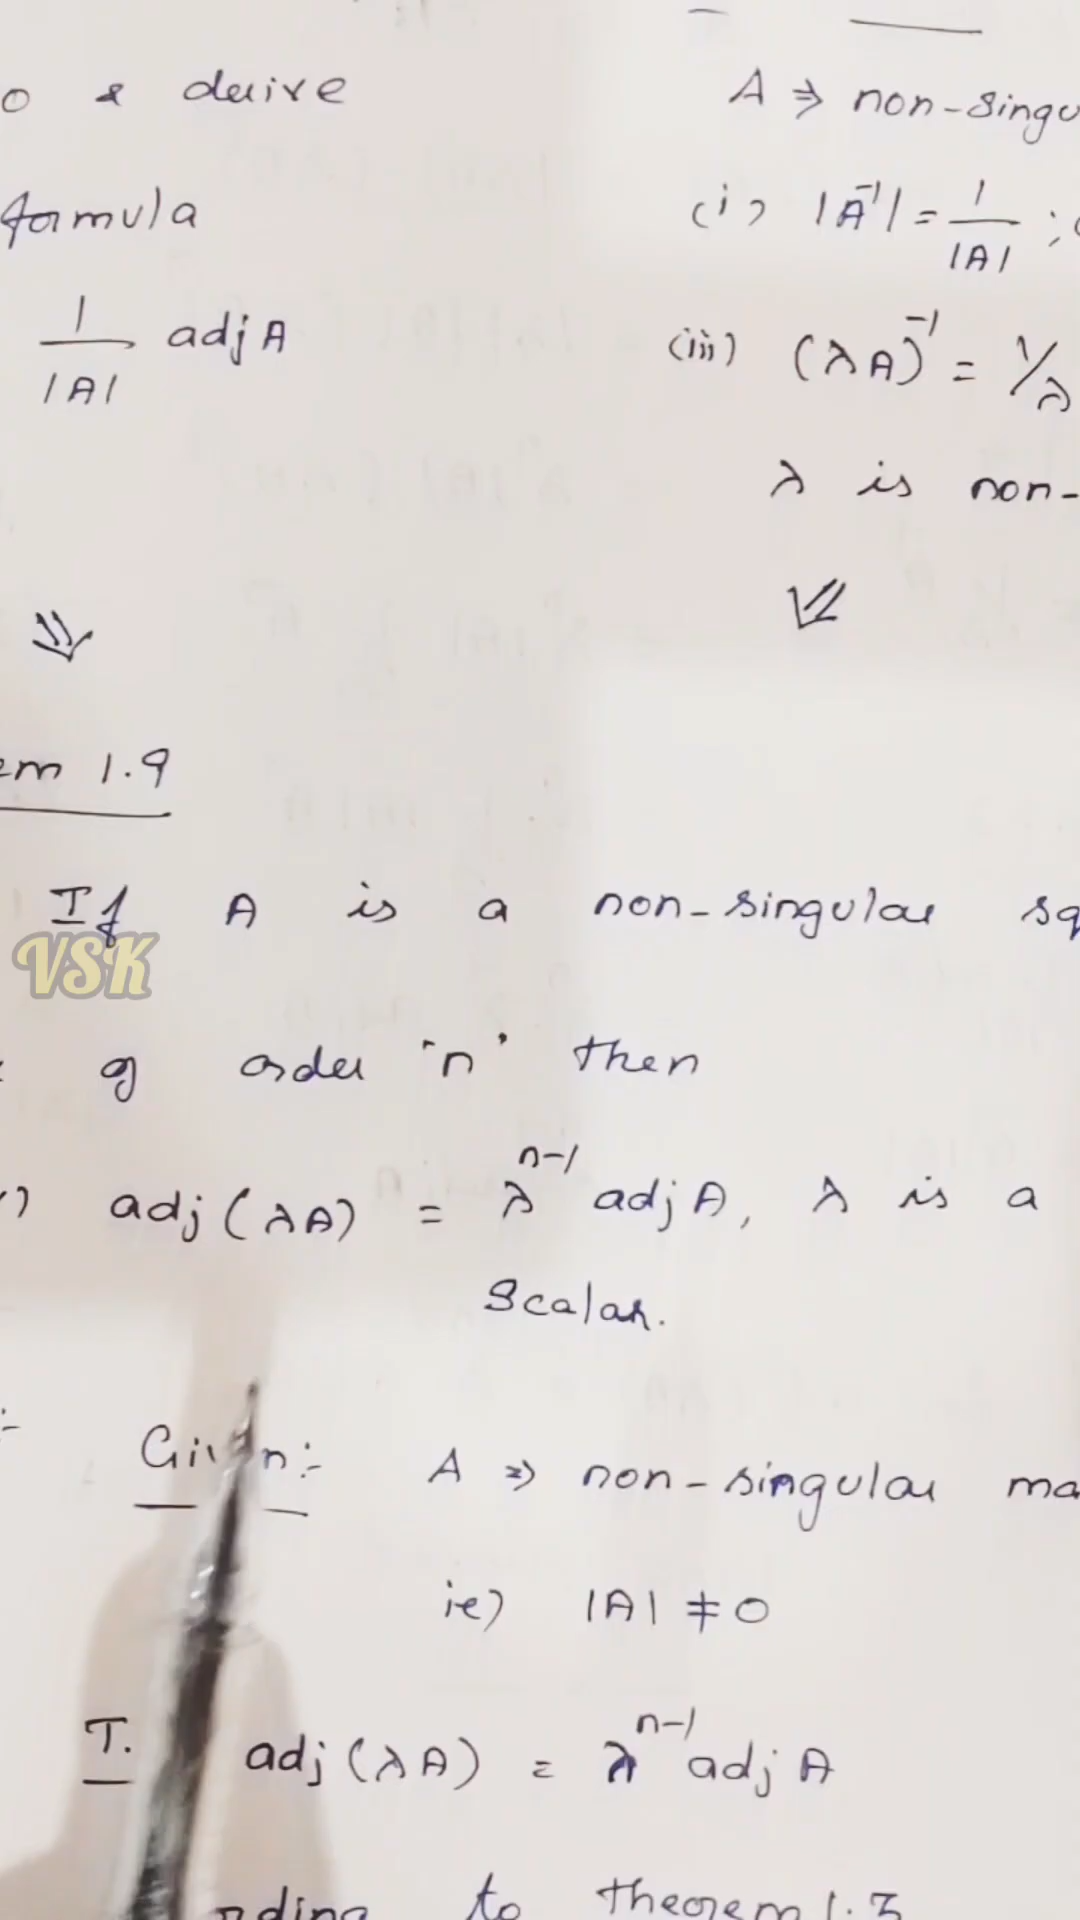 & derive
A ⇒ non-singu
formula
(i) |A⁻¹| = 1/|A| ;
1/|A| adj A
(iii) (λA)⁻¹ = 1/λ
λ is non-
1.9
If A is a non-singular sq
VSK
of order 'n' then
adj (λA) = λⁿ⁻¹ adj A, λ is a
Scalar.
Given:- A ⇒ non-singular ma
ie) |A| ≠ 0
T. adj (λA) = λⁿ⁻¹ adj A
to theorem 1.3